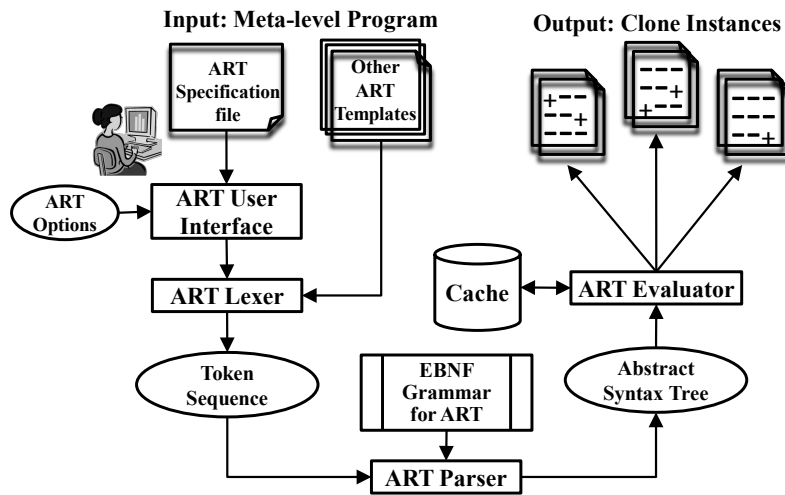 Input: Meta-level Program
Output: Clone Instances
ART
Specification
file
Other
ART
Templates
ART
Options
ART User
Interface
ART Lexer
Cache
ART Evaluator
Token
Sequence
EBNF
Grammar
for ART
Abstract
Syntax Tree
ART Parser